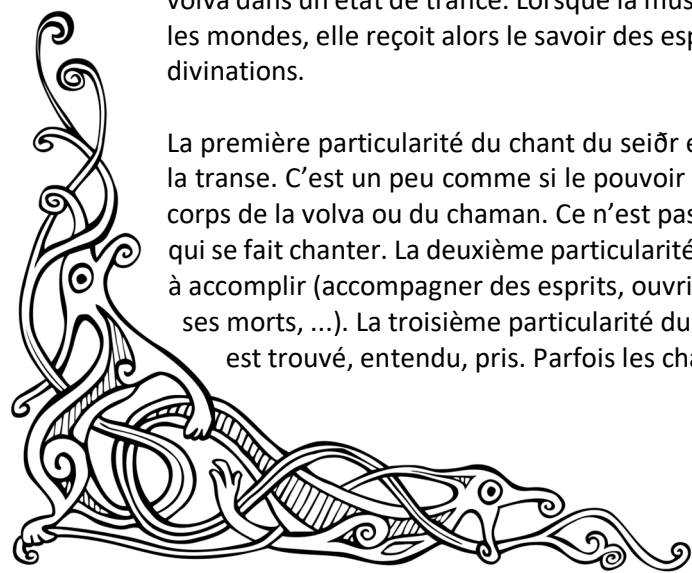 volva dans un état de trance. Lorsque la mus
les mondes, elle reçoit alors le savoir des esp
divinations.
La première particularité du chant du seiðr e
la transe. C’est un peu comme si le pouvoir
corps de la volva ou du chaman. Ce n’est pas
qui se fait chanter. La deuxième particularité
à accomplir (accompagner des esprits, ouvri
ses morts, ...). La troisième particularité du
est trouvé, entendu, pris. Parfois les cha